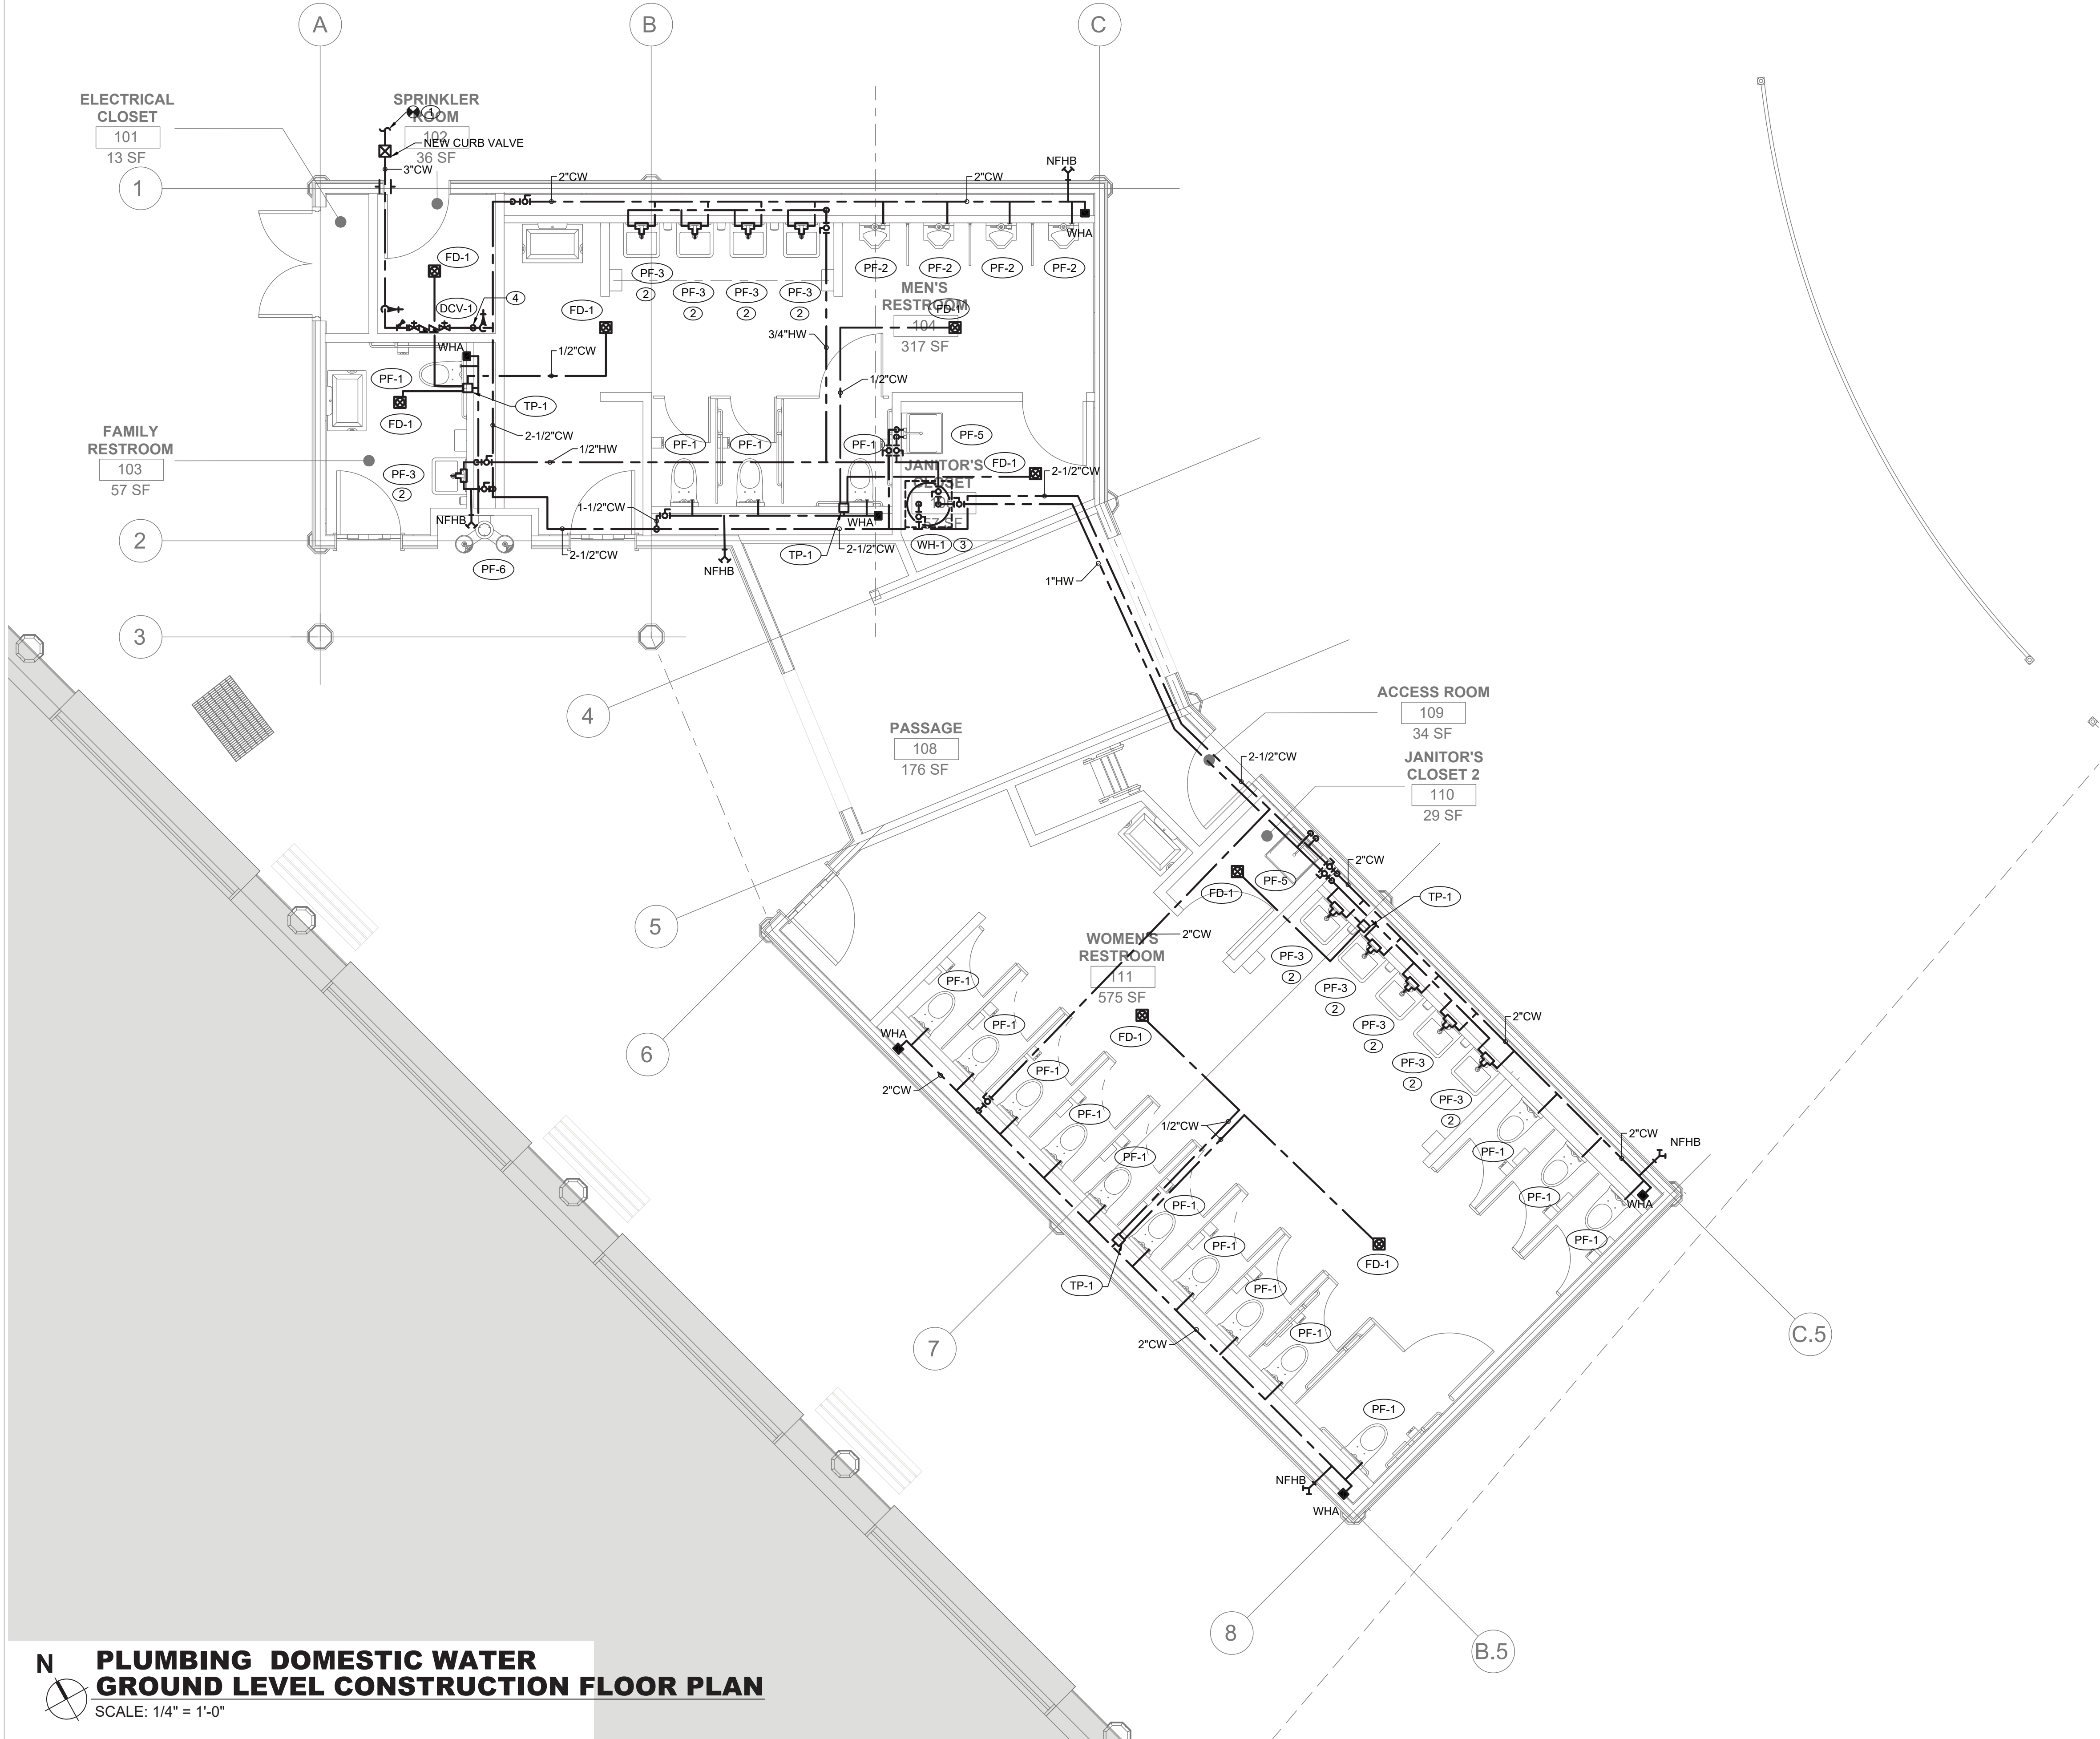 A
B
C
ELECTRICAL
CLOSET
101
13 SF
SPRINKLER
ROOM
102
36 SF
1
NEW CURB VALVE
3"CW
1
2"CW
2"CW
NFHB
WHA
FD-1
DCV-1
4
FD-1
PF-3
2
PF-3
2
PF-3
2
PF-3
2
PF-2
PF-2
PF-2
PF-2
MEN'S
RESTROOM
104
317 SF
FD-1
3/4"HW
WHA
1/2"CW
PF-1
1/2"CW
TP-1
FD-1
FAMILY
RESTROOM
103
57 SF
2-1/2"CW
1/2"HW
PF-3
2
PF-1
PF-1
PF-1
PF-5
JANITOR'S
CLOSET
FD-1
2-1/2"CW
57 SF
1-1/2"CW
NFHB
WHA
2
2-1/2"CW
TP-1
2-1/2"CW
WH-1
3
PF-6
NFHB
1"HW
3
4
ACCESS ROOM
109
34 SF
PASSAGE
108
176 SF
2-1/2"CW
JANITOR'S
CLOSET 2
110
29 SF
2"CW
FD-1
PF-5
TP-1
5
WOMEN'S
RESTROOM
111
575 SF
2"CW
PF-3
2
PF-3
2
PF-3
2
PF-3
2
PF-3
2
2"CW
PF-1
PF-1
WHA
FD-1
6
2"CW
PF-1
PF-1
1/2"CW
PF-1
PF-1
PF-1
PF-1
PF-1
PF-1
2"CW
NFHB
PF-1
PF-1
WHA
PF-1
FD-1
TP-1
2"CW
7
C.5
NFHB
WHA
8
B.5
N
PLUMBING DOMESTIC WATER
GROUND LEVEL CONSTRUCTION FLOOR PLAN
SCALE: 1/4" = 1'-0"